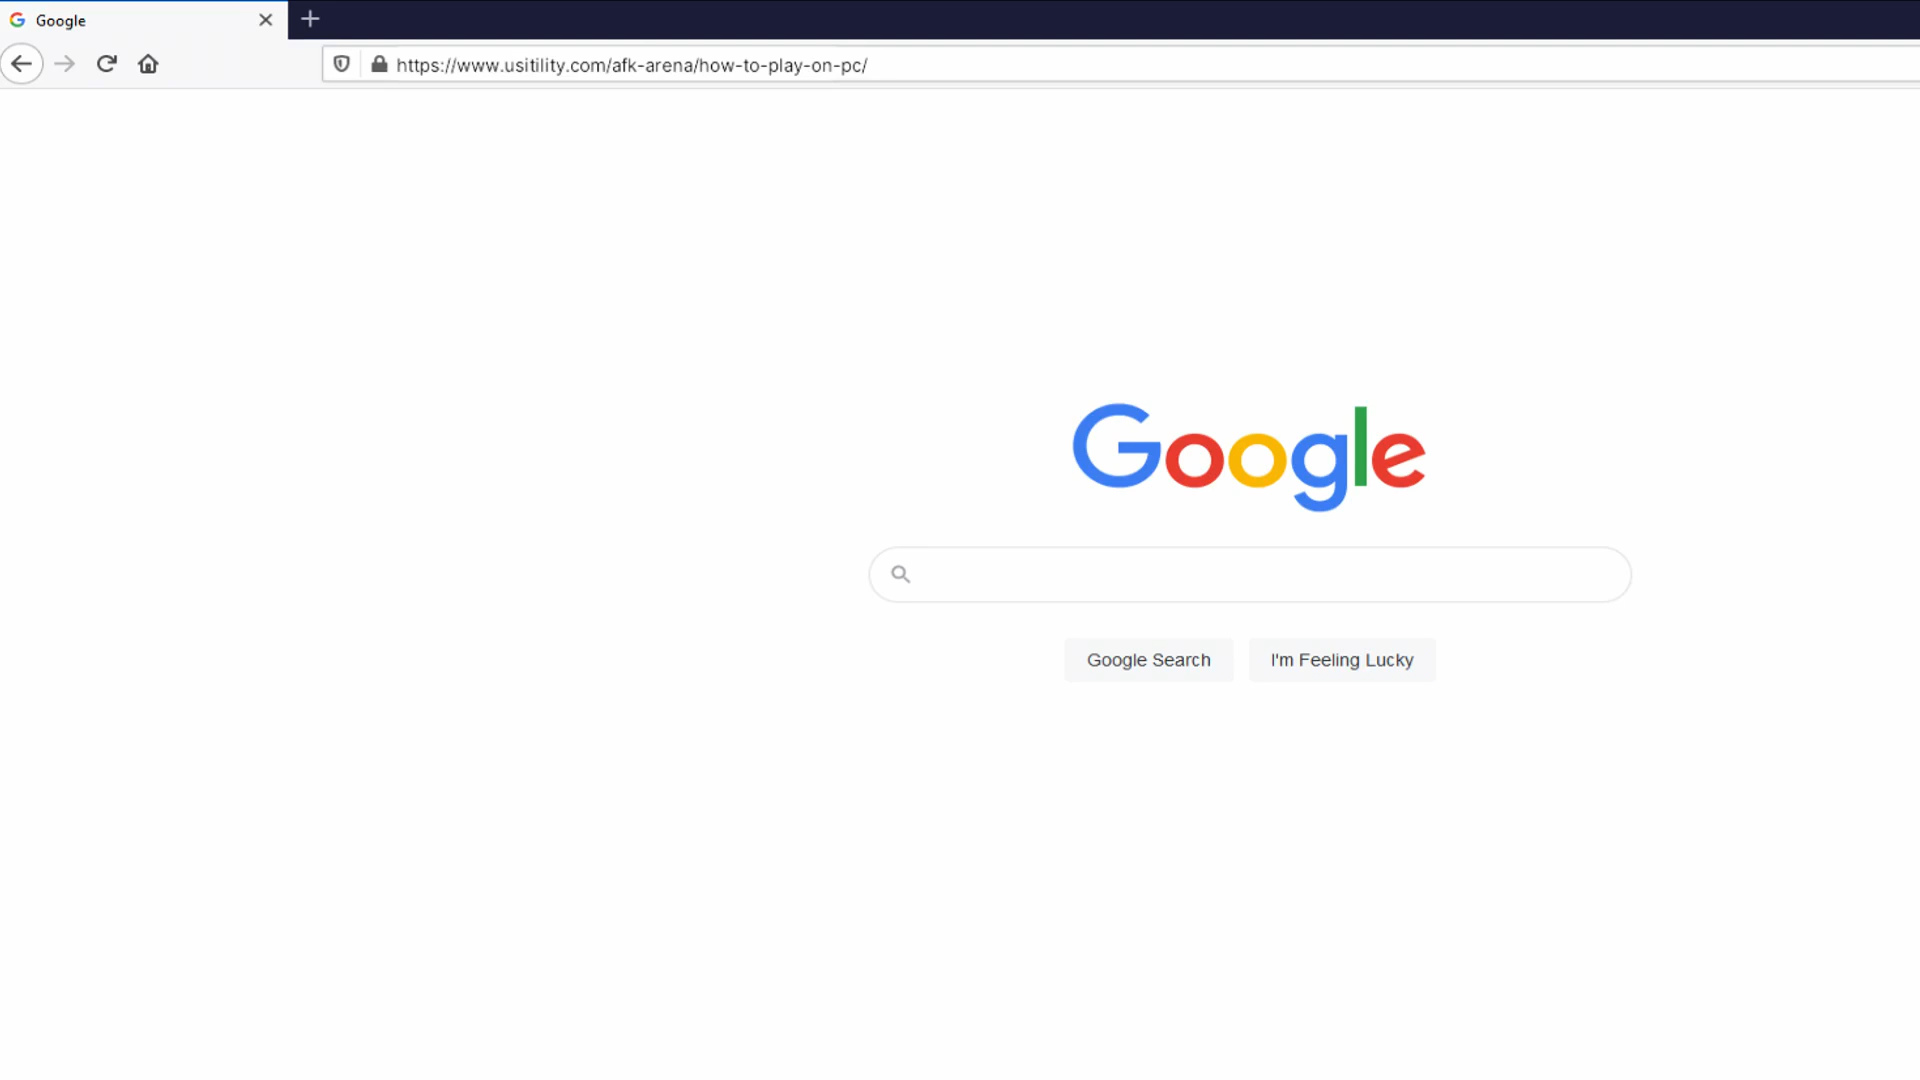 Google
https://www.usitility.com/afk-arena/how-to-play-on-pc/
Google
Google Search
I'm Feeling Lucky